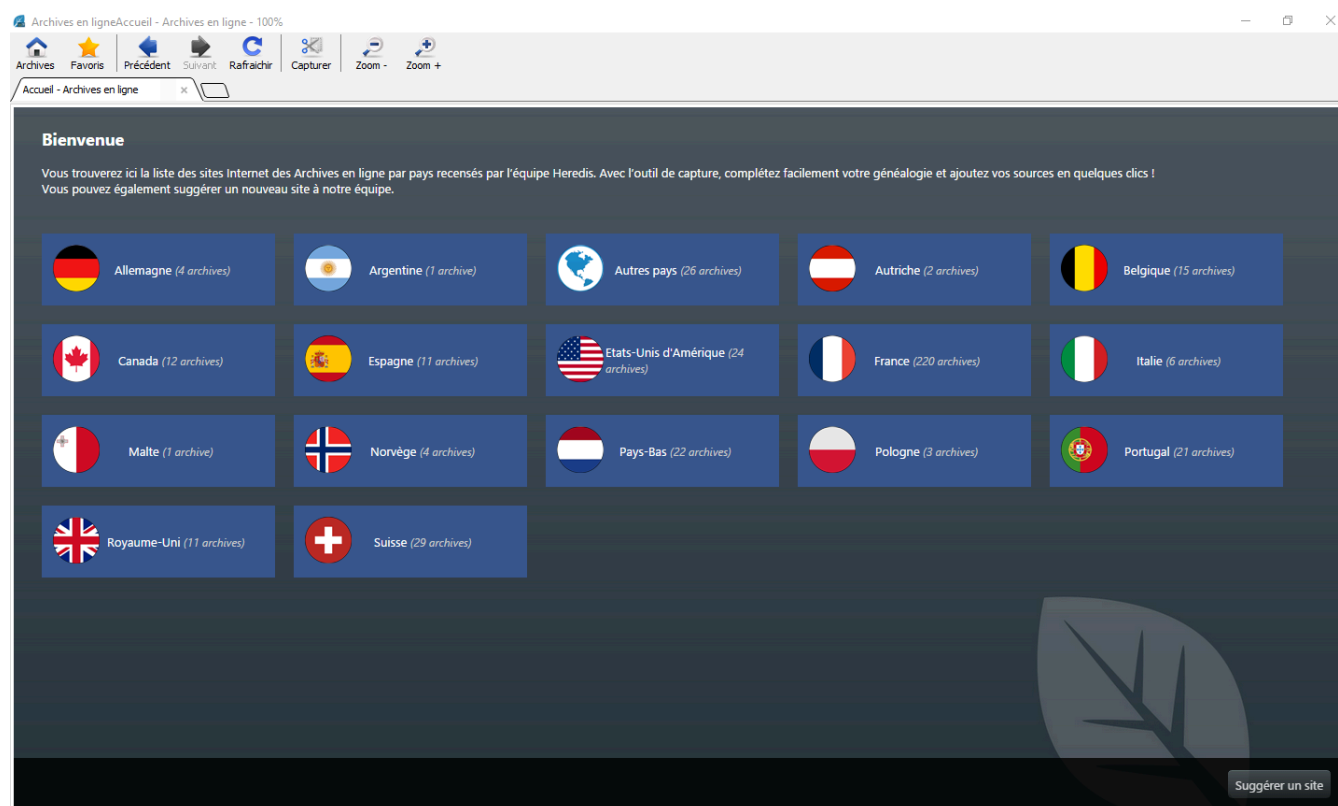 Archives en ligneAccueil - Archives en ligne - 100%
Archives Favoris Précédent Suivant Rafraichir Capturer Zoom - Zoom +
Accueil - Archives en ligne
Bienvenue
Vous trouverez ici la liste des sites Internet des Archives en ligne par pays recensés par l'équipe Heredis. Avec l'outil de capture, complétez facilement votre généalogie et ajoutez vos sources en quelques clics !
Vous pouvez également suggérer un nouveau site à notre équipe.
Allemagne (4 archives)
Argentine (1 archive)
Autres pays (26 archives)
Autriche (2 archives)
Belgique (15 archives)
Canada (12 archives)
Espagne (11 archives)
Etats-Unis d'Amérique (24
archives)
France (220 archives)
Italie (6 archives)
Malte (1 archive)
Norvège (4 archives)
Pays-Bas (22 archives)
Pologne (3 archives)
Portugal (21 archives)
Royaume-Uni (11 archives)
Suisse (29 archives)
Suggérer un site